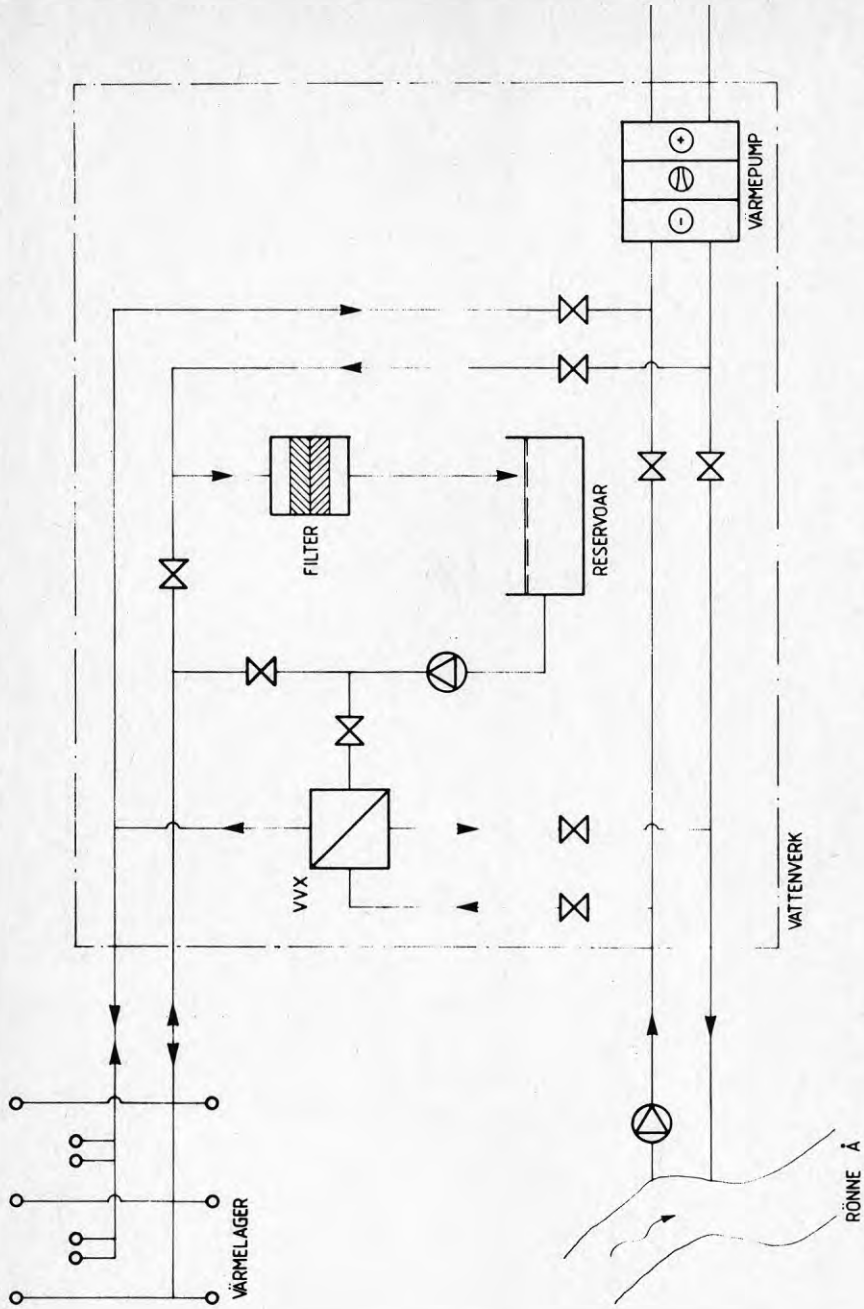 VÄRMELAGER
RÖNNE Å
VVX
FILTER
RESERVOAR
VATTENVERK
VÄRMEPUMP
- +